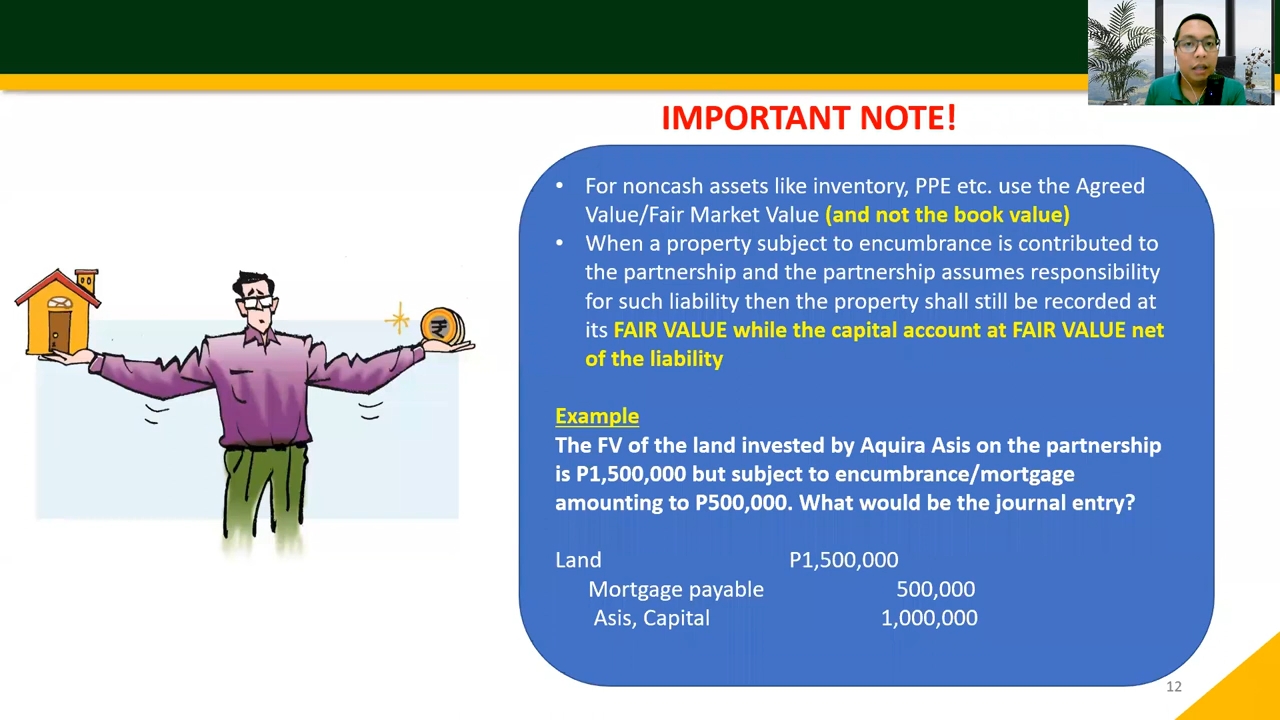 IMPORTANT NOTE!
• For noncash assets like inventory, PPE etc. use the Agreed
Value/Fair Market Value (and not the book value)
• When a property subject to encumbrance is contributed to
the partnership and the partnership assumes responsibility
for such liability then the property shall still be recorded at
its FAIR VALUE while the capital account at FAIR VALUE net
of the liability
Example
The FV of the land invested by Aquira Asis on the partnership
is P1,500,000 but subject to encumbrance/mortgage
amounting to P500,000. What would be the journal entry?
Land P1,500,000
Mortgage payable 500,000
Asis, Capital 1,000,000
₹
12